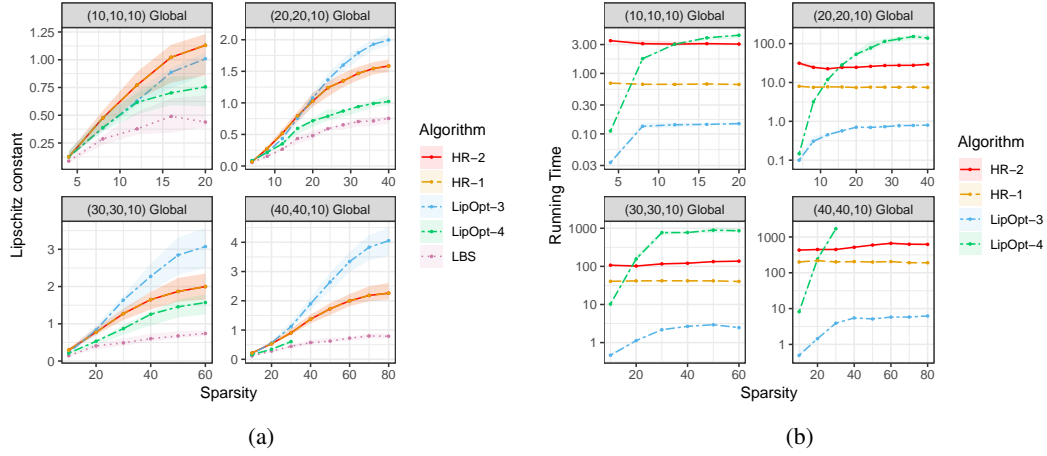 (10,10,10) Global
(20,20,10) Global
1.25
1.00
0.75
0.50
0.25
2.0
1.5
1.0
0.5
0.0
5 10 15 20
10 20 30 40
(30,30,10) Global
(40,40,10) Global
3
2
1
0
4
3
2
1
0
20 40 60
20 40 60 80
Lipschitz constant
Sparsity
Algorithm
HR−2
HR−1
LipOpt−3
LipOpt−4
LBS
(a)
(10,10,10) Global
(20,20,10) Global
3.00
1.00
0.30
0.10
0.03
100.0
10.0
1.0
0.1
5 10 15 20
10 20 30 40
(30,30,10) Global
(40,40,10) Global
1000
100
10
1
1000
100
10
1
10 20 30 40 50 60
20 40 60 80
Running Time
Sparsity
Algorithm
HR−2
HR−1
LipOpt−3
LipOpt−4
(b)